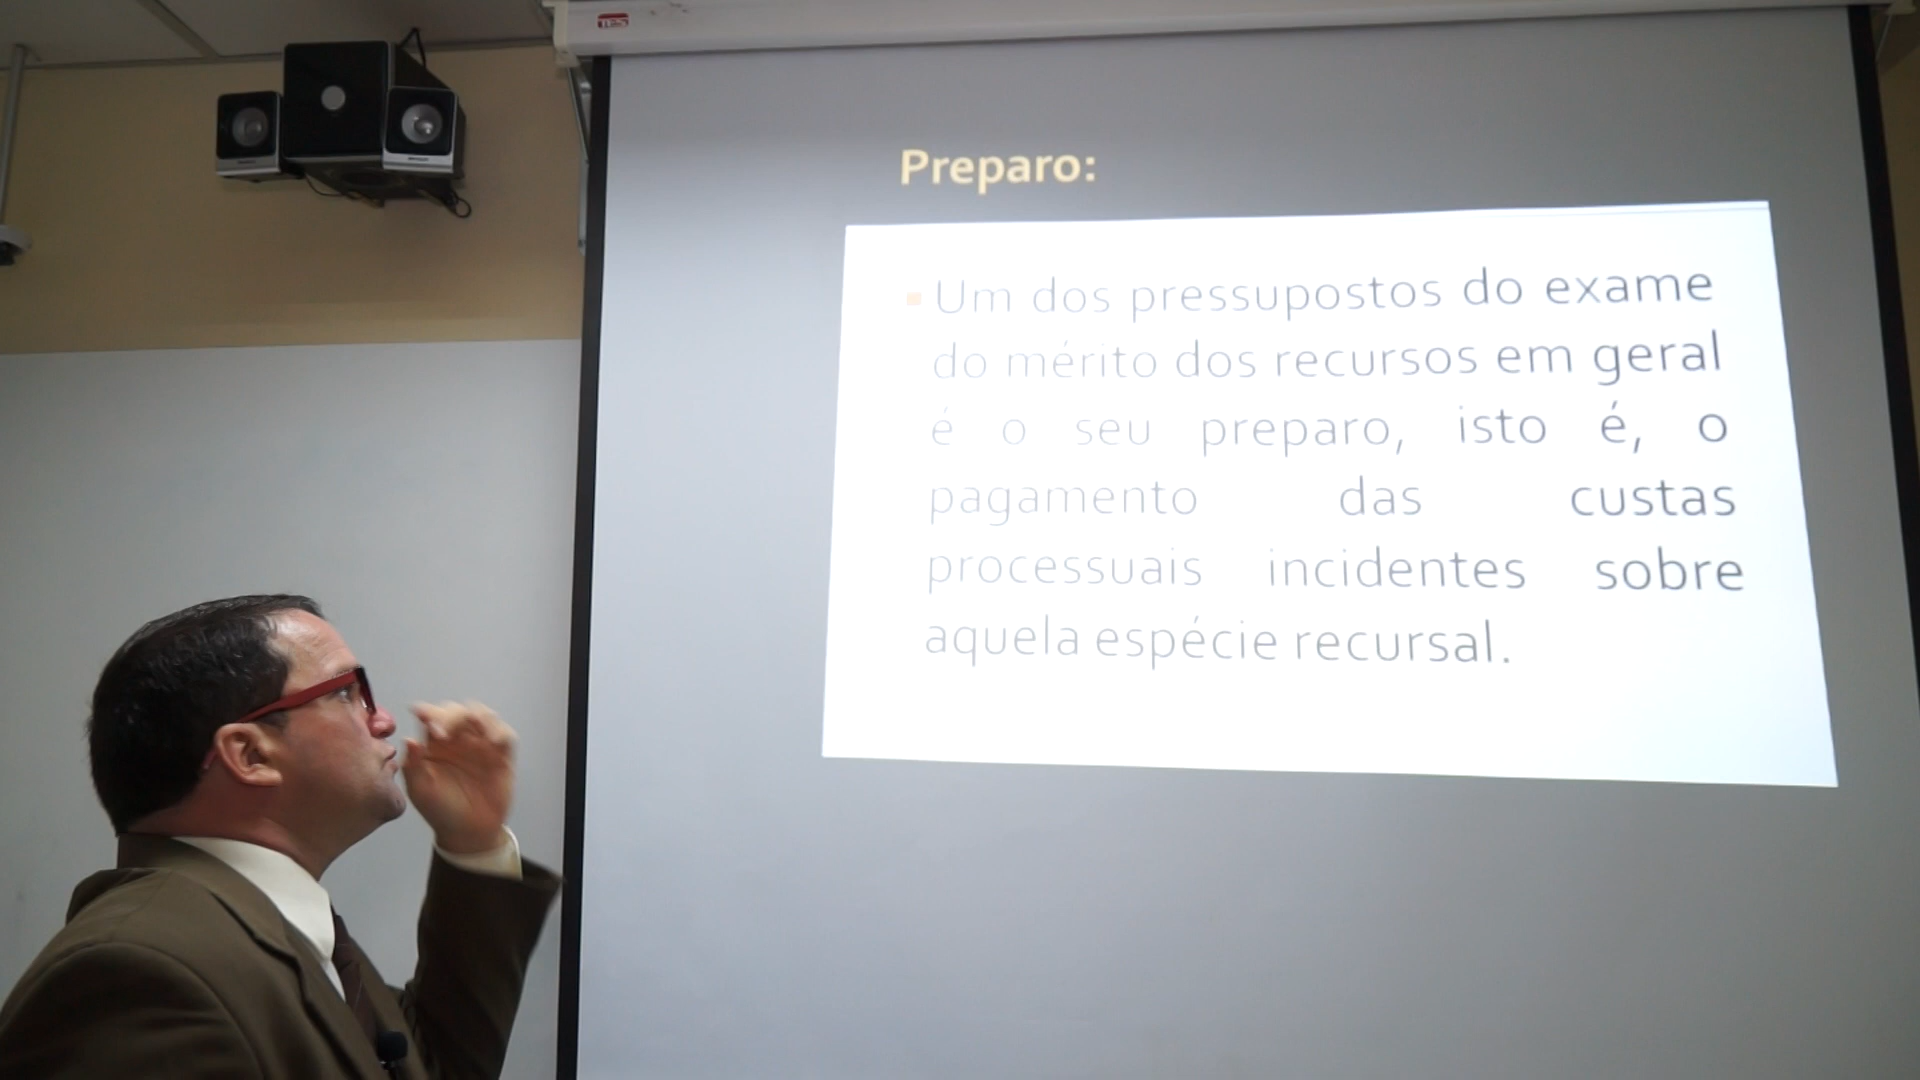 TES
Preparo:
Um dos pressupostos do exame
do mérito dos recursos em geral
é o seu preparo, isto é, o
pagamento das custas
processuais incidentes sobre
aquela espécie recursal.